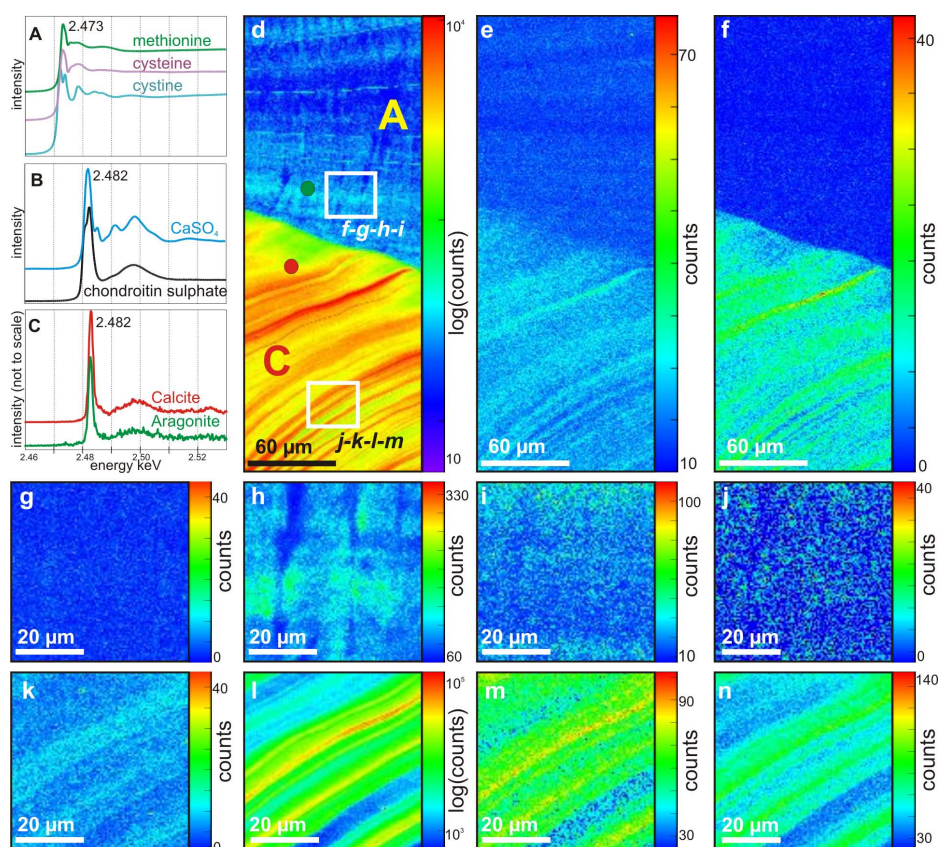 A
2.473
methionine
cysteine
cystine
intensity
B
2.482
CaSO₄
chondroitin sulphate
intensity
C
2.482
Calcite
Aragonite
intensity (not to scale)
2.46 2.48 2.50 2.52
energy keV
d
A
f-g-h-i
C
j-k-l-m
60 µm
10⁴
log(counts)
10
e
60 µm
70
counts
10
f
60 µm
40
counts
0
g
20 µm
40
counts
0
h
20 µm
330
counts
60
i
20 µm
100
counts
10
j
20 µm
40
counts
0
k
20 µm
40
counts
0
l
20 µm
10⁵
log(counts)
10³
m
20 µm
90
counts
30
n
20 µm
140
counts
30